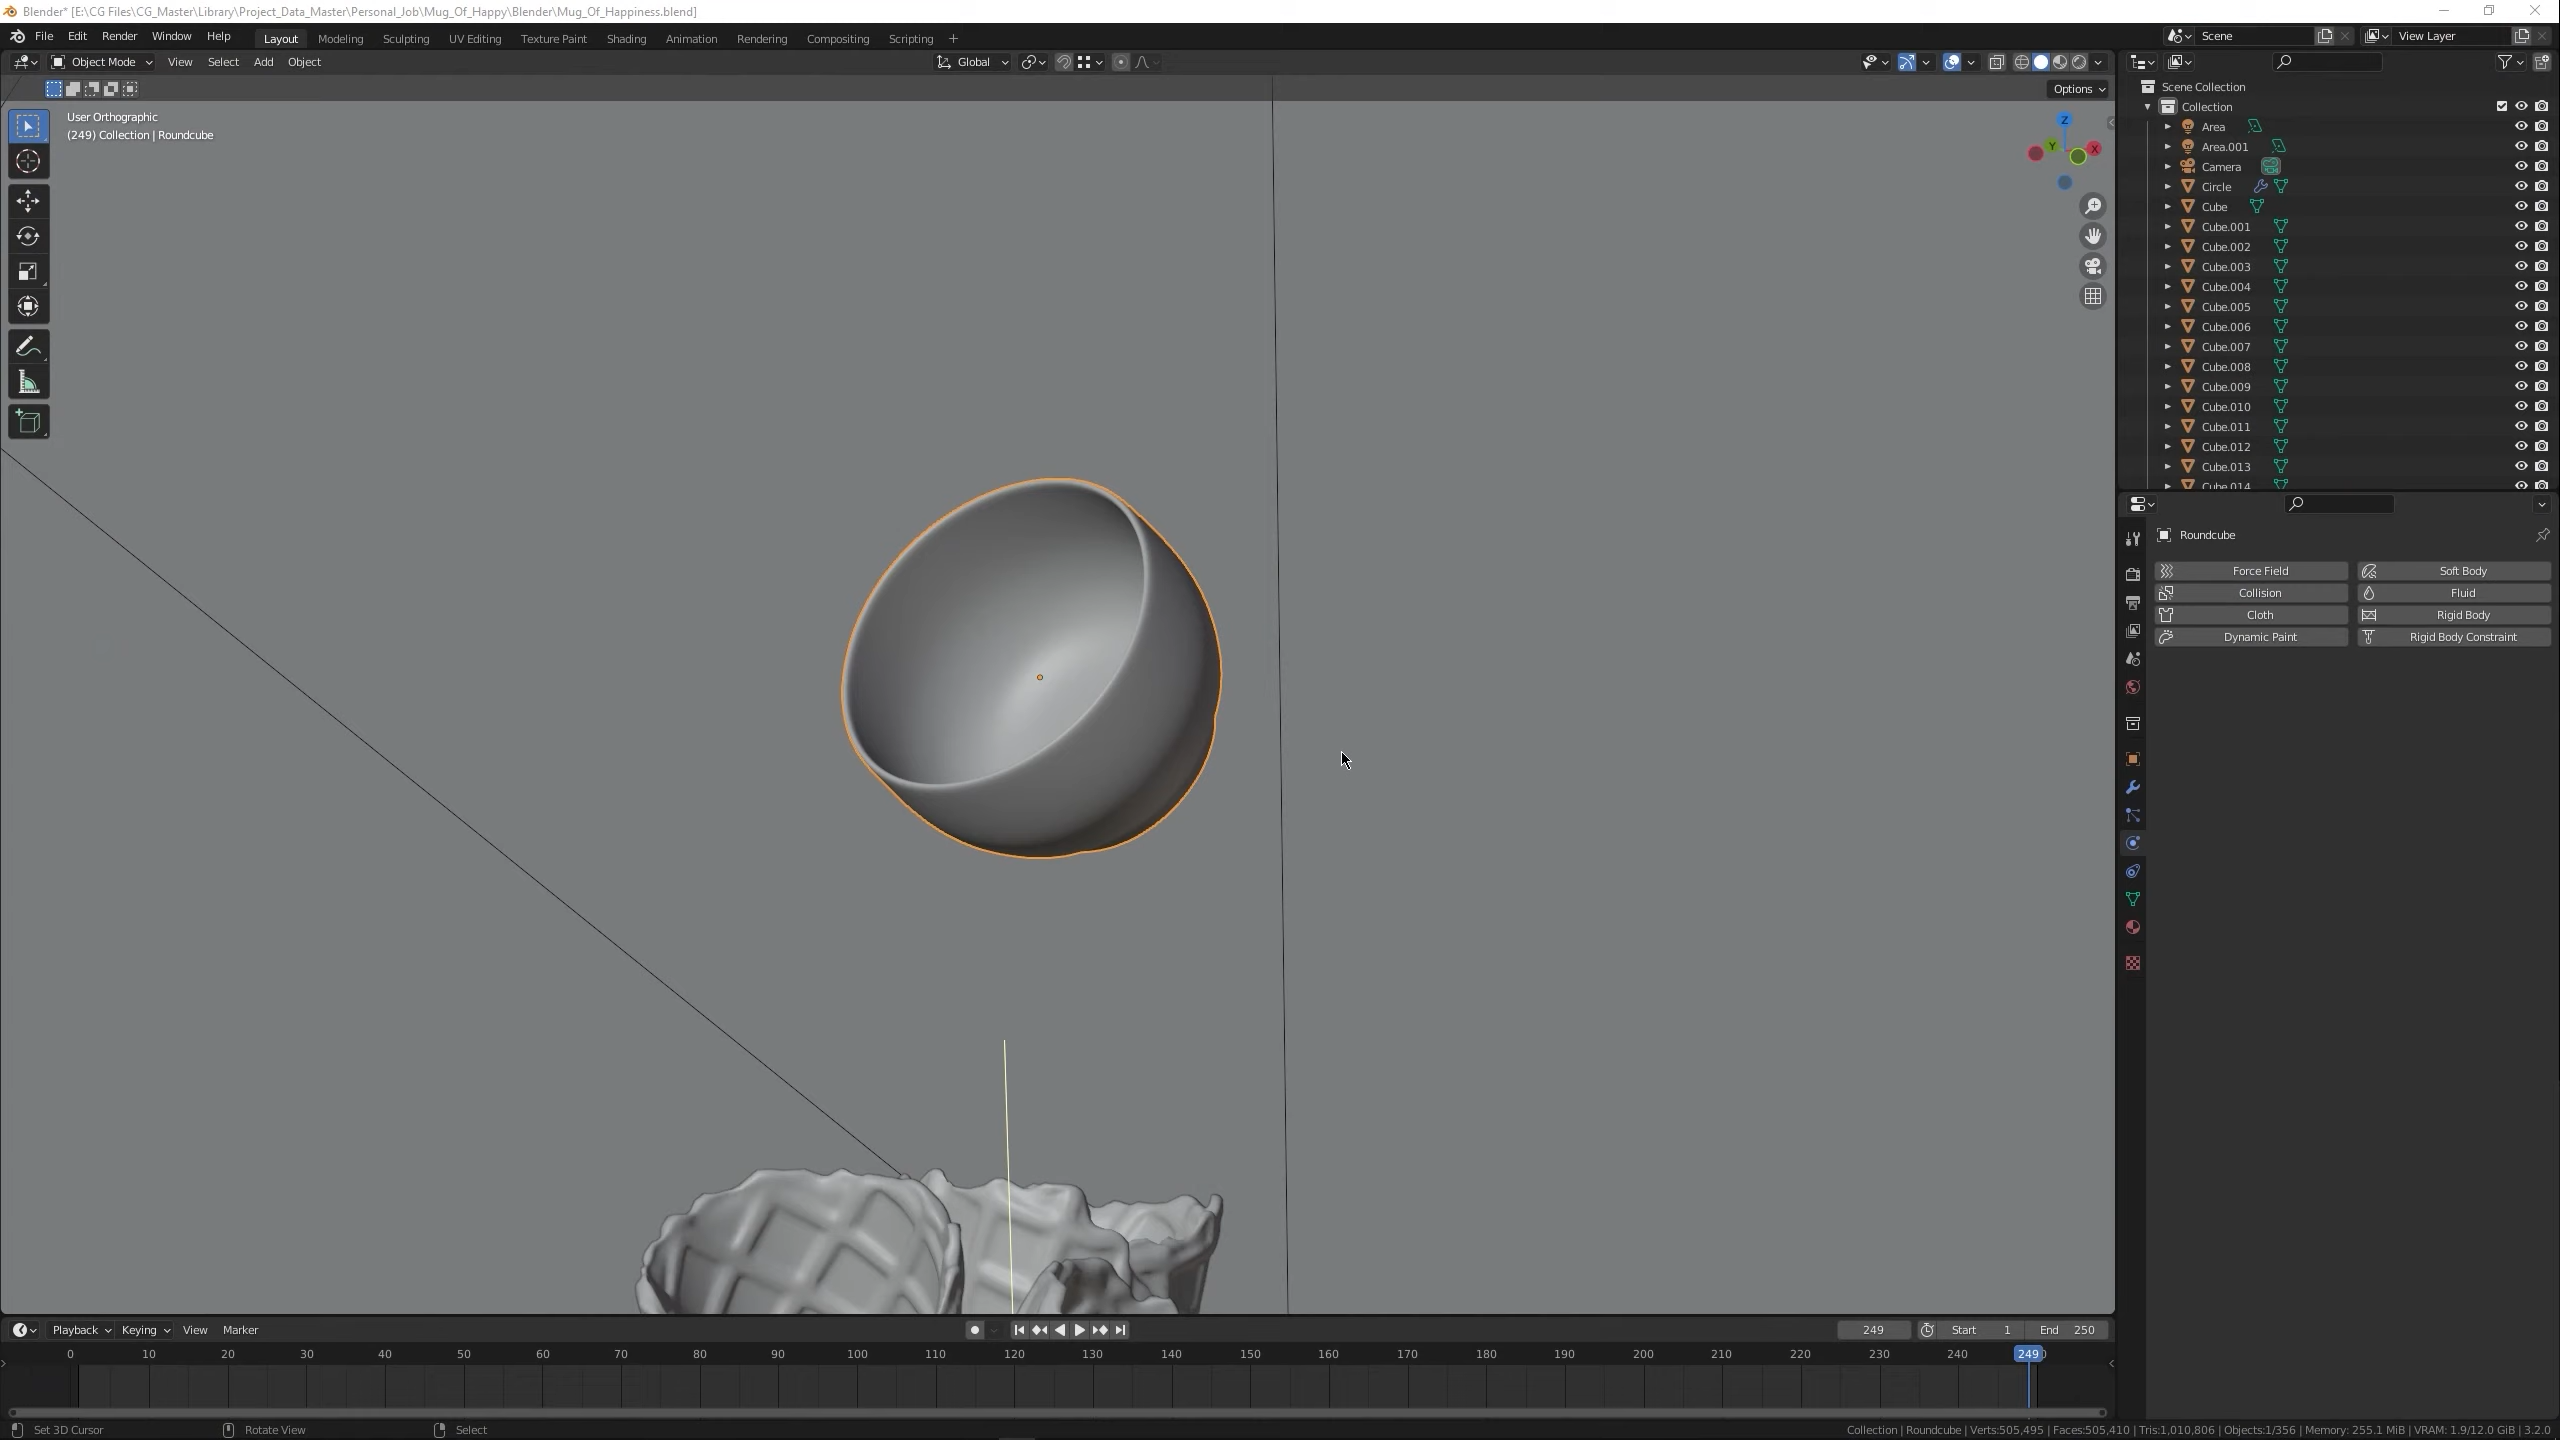 Blender* [E:\CG Files\CG_Master\Library\Project_Data_Master\Personal_Job\Mug_Of_Happy\Blender\Mug_Of_Happiness.blend]
File Edit Render Window Help Layout Modeling Sculpting UV Editing Texture Paint Shading Animation Rendering Compositing Scripting + Scene View Layer
Object Mode View Select Add Object Global
Options
User Orthographic
(249) Collection | Roundcube
Z
Y X
Scene Collection
Collection
Area
Area.001
Camera
Circle
Cube
Cube.001
Cube.002
Cube.003
Cube.004
Cube.005
Cube.006
Cube.007
Cube.008
Cube.009
Cube.010
Cube.011
Cube.012
Cube.013
Cube.014
Roundcube
Force Field Soft Body
Collision Fluid
Cloth Rigid Body
Dynamic Paint Rigid Body Constraint
Playback Keying View Marker 249 Start 1 End 250
0 10 20 30 40 50 60 70 80 90 100 110 120 130 140 150 160 170 180 190 200 210 220 230 240 249
Set 3D Cursor Rotate View Select Collection | Roundcube | Verts:505,495 | Faces:505,410 | Tris:1,010,806 | Objects:1/356 | Memory: 255.1 MiB | VRAM: 1.9/12.0 GiB | 3.2.0